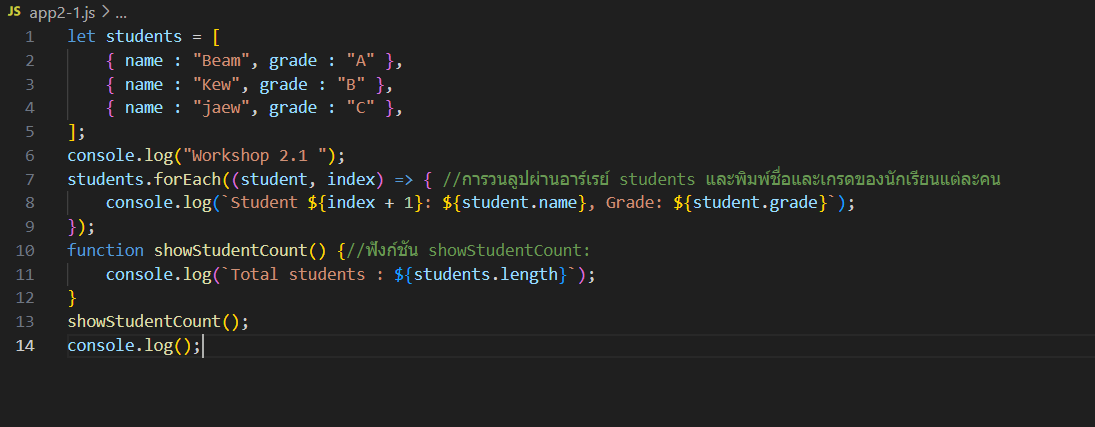 JS app2-1.js > ...
1 let students = [
2     { name : "Beam", grade : "A" },
3     { name : "Kew", grade : "B" },
4     { name : "jaew", grade : "C" },
5 ];
6 console.log("Workshop 2.1 ");
7 students.forEach((student, index) => { //การวนลูปผ่านอาร์เรย์ students และพิมพ์ชื่อและเกรดของนักเรียนแต่ละคน
8     console.log(`Student ${index + 1}: ${student.name}, Grade: ${student.grade}`);
9 });
10 function showStudentCount() {//ฟังก์ชัน showStudentCount:
11     console.log(`Total students : ${students.length}`);
12 }
13 showStudentCount();
14 console.log();